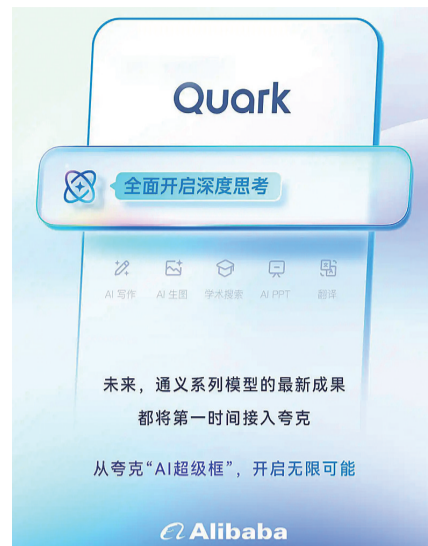 Quark
全面开启深度思考
AI 写作 AI 生图 学术搜索 AI PPT 翻译
未来，通义系列模型的最新成果
都将第一时间接入夸克
从夸克“AI超级框”，开启无限可能
Alibaba